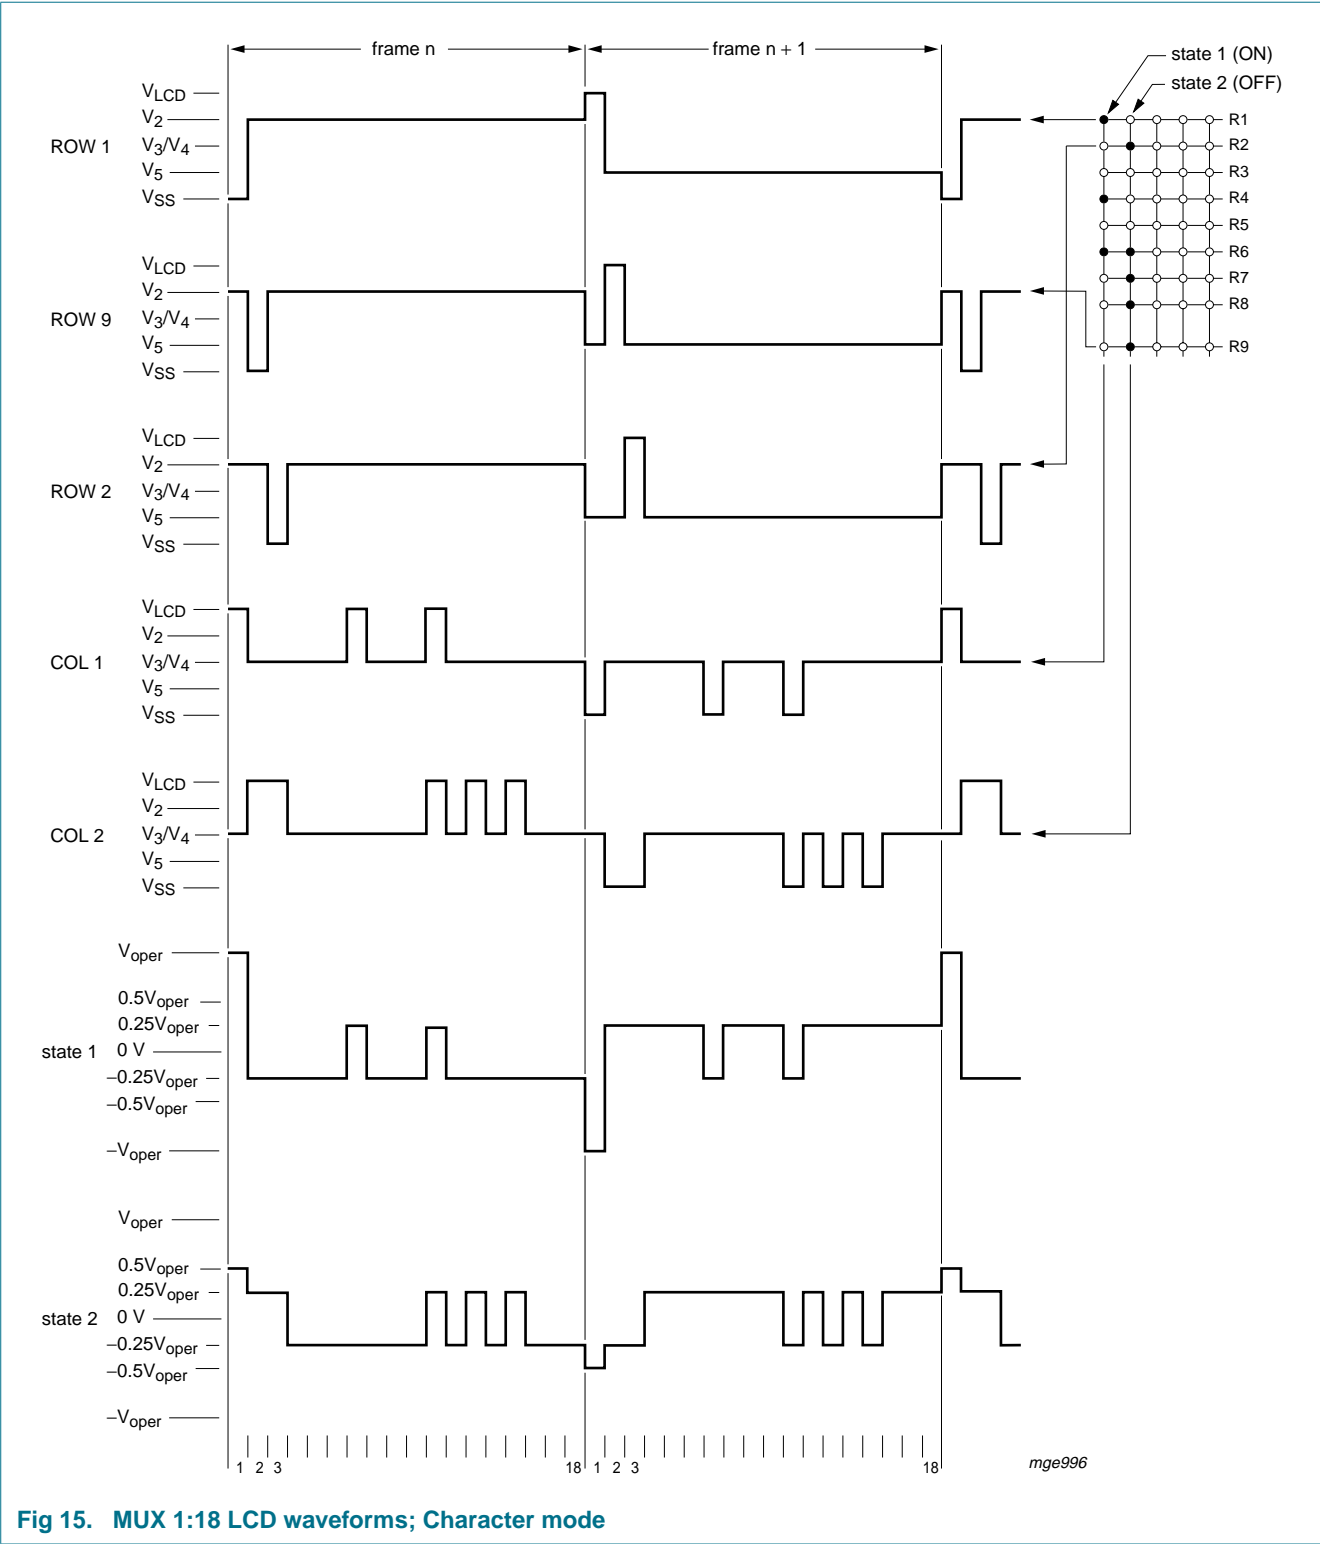 frame n
frame n + 1
state 1 (ON)
state 2 (OFF)
R1
R2
R3
R4
R5
R6
R7
R8
R9
ROW 1
VLCD
V2
V3/V4
V5
VSS
ROW 9
VLCD
V2
V3/V4
V5
VSS
ROW 2
VLCD
V2
V3/V4
V5
VSS
COL 1
VLCD
V2
V3/V4
V5
VSS
COL 2
VLCD
V2
V3/V4
V5
VSS
state 1
Voper
0.5Voper
0.25Voper
0 V
−0.25Voper
−0.5Voper
−Voper
state 2
Voper
0.5Voper
0.25Voper
0 V
−0.25Voper
−0.5Voper
−Voper
1 2 3 18 1 2 3 18
mge996
Fig 15. MUX 1:18 LCD waveforms; Character mode